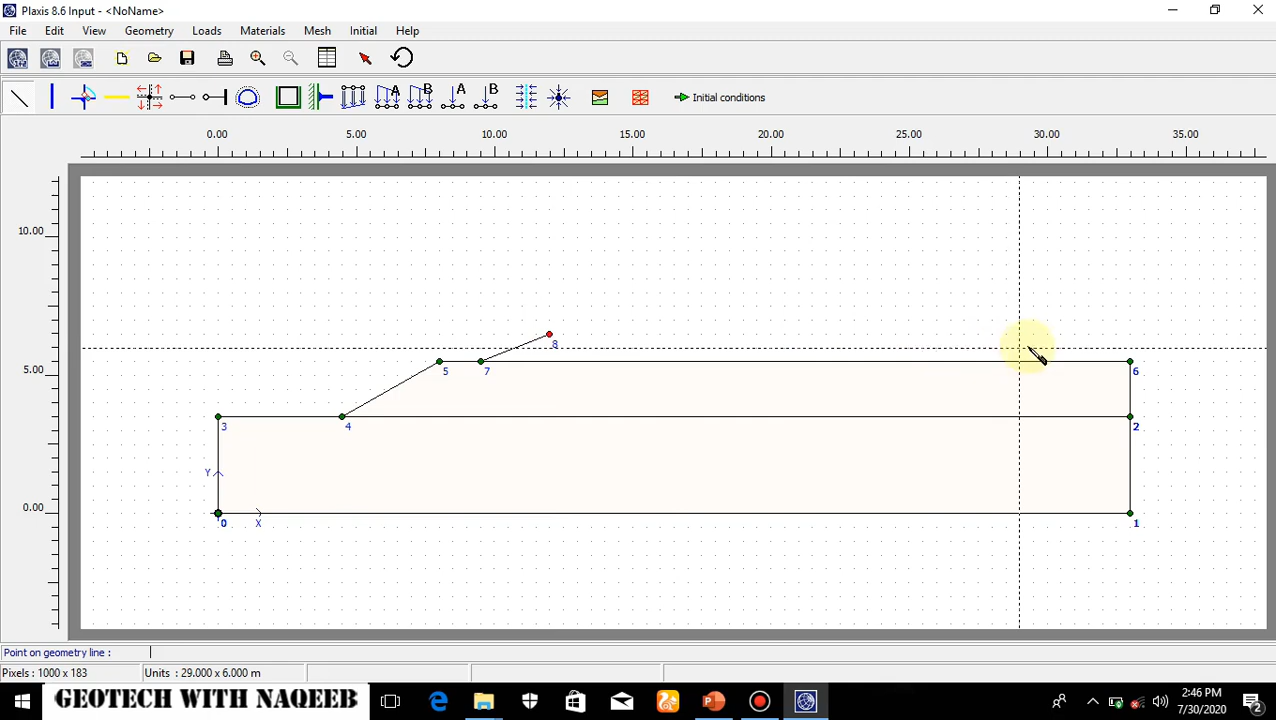 Plaxis 8.6 Input - <NoName>
File Edit View Geometry Loads Materials Mesh Initial Help
A B A B Initial conditions
0.00 5.00 10.00 15.00 20.00 25.00 30.00 35.00
10.00
5.00
0.00
8
5 7 6
3 4 2
Y
0 X 1
Point on geometry line :
Pixels : 1000 x 183 Units : 29.000 x 6.000 m
GEOTECH WITH NAQEEB
2:46 PM
7/30/2020
2